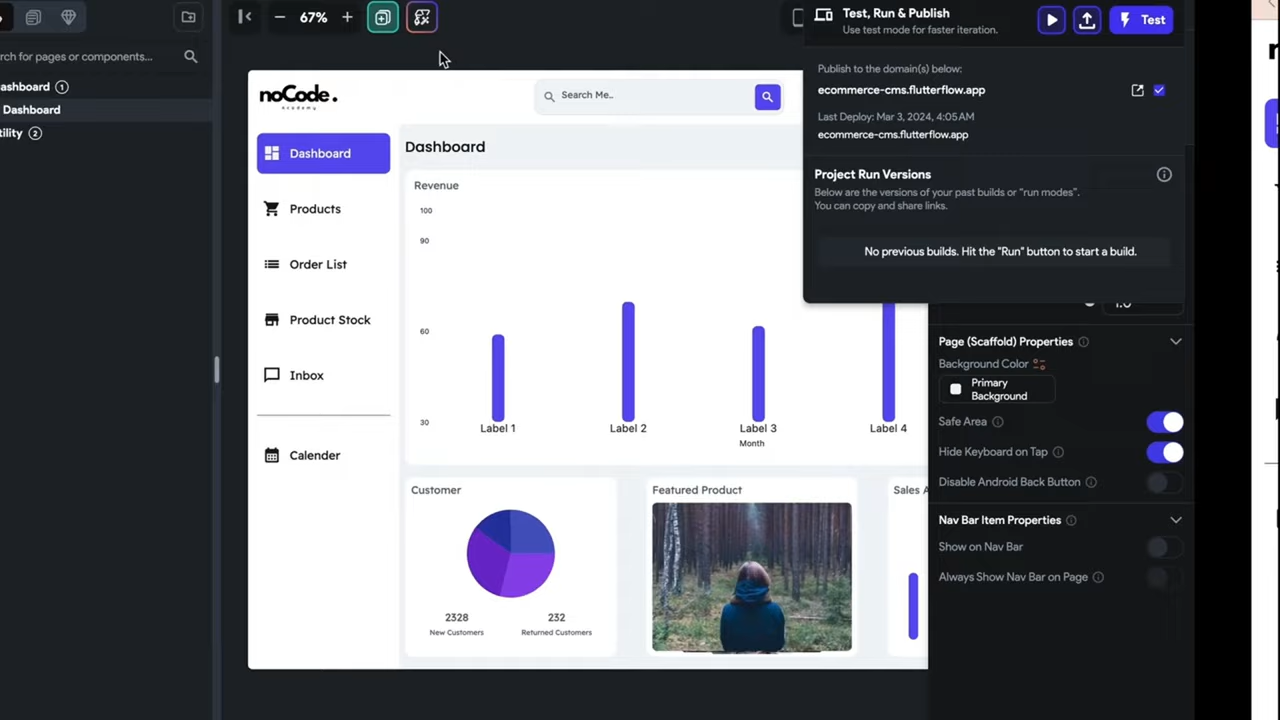 67%
Test, Run & Publish
Use test mode for faster iteration.
Test
rch for pages or components...
ashboard 1
Dashboard
tility 2
noCode.
academy
Search Me..
Dashboard
Products
Order List
Product Stock
Inbox
Calender
Dashboard
Revenue
100
90
60
30
Label 1
Label 2
Label 3
Label 4
Month
Customer
2328
New Customers
232
Returned Customers
Featured Product
Sales A
Publish to the domain(s) below:
ecommerce-cms.flutterflow.app
Last Deploy: Mar 3, 2024, 4:05 AM
ecommerce-cms.flutterflow.app
Project Run Versions
Below are the versions of your past builds or "run modes".
You can copy and share links.
No previous builds. Hit the "Run" button to start a build.
1.0
Page (Scaffold) Properties
Background Color
Primary
Background
Safe Area
Hide Keyboard on Tap
Disable Android Back Button
Nav Bar Item Properties
Show on Nav Bar
Always Show Nav Bar on Page